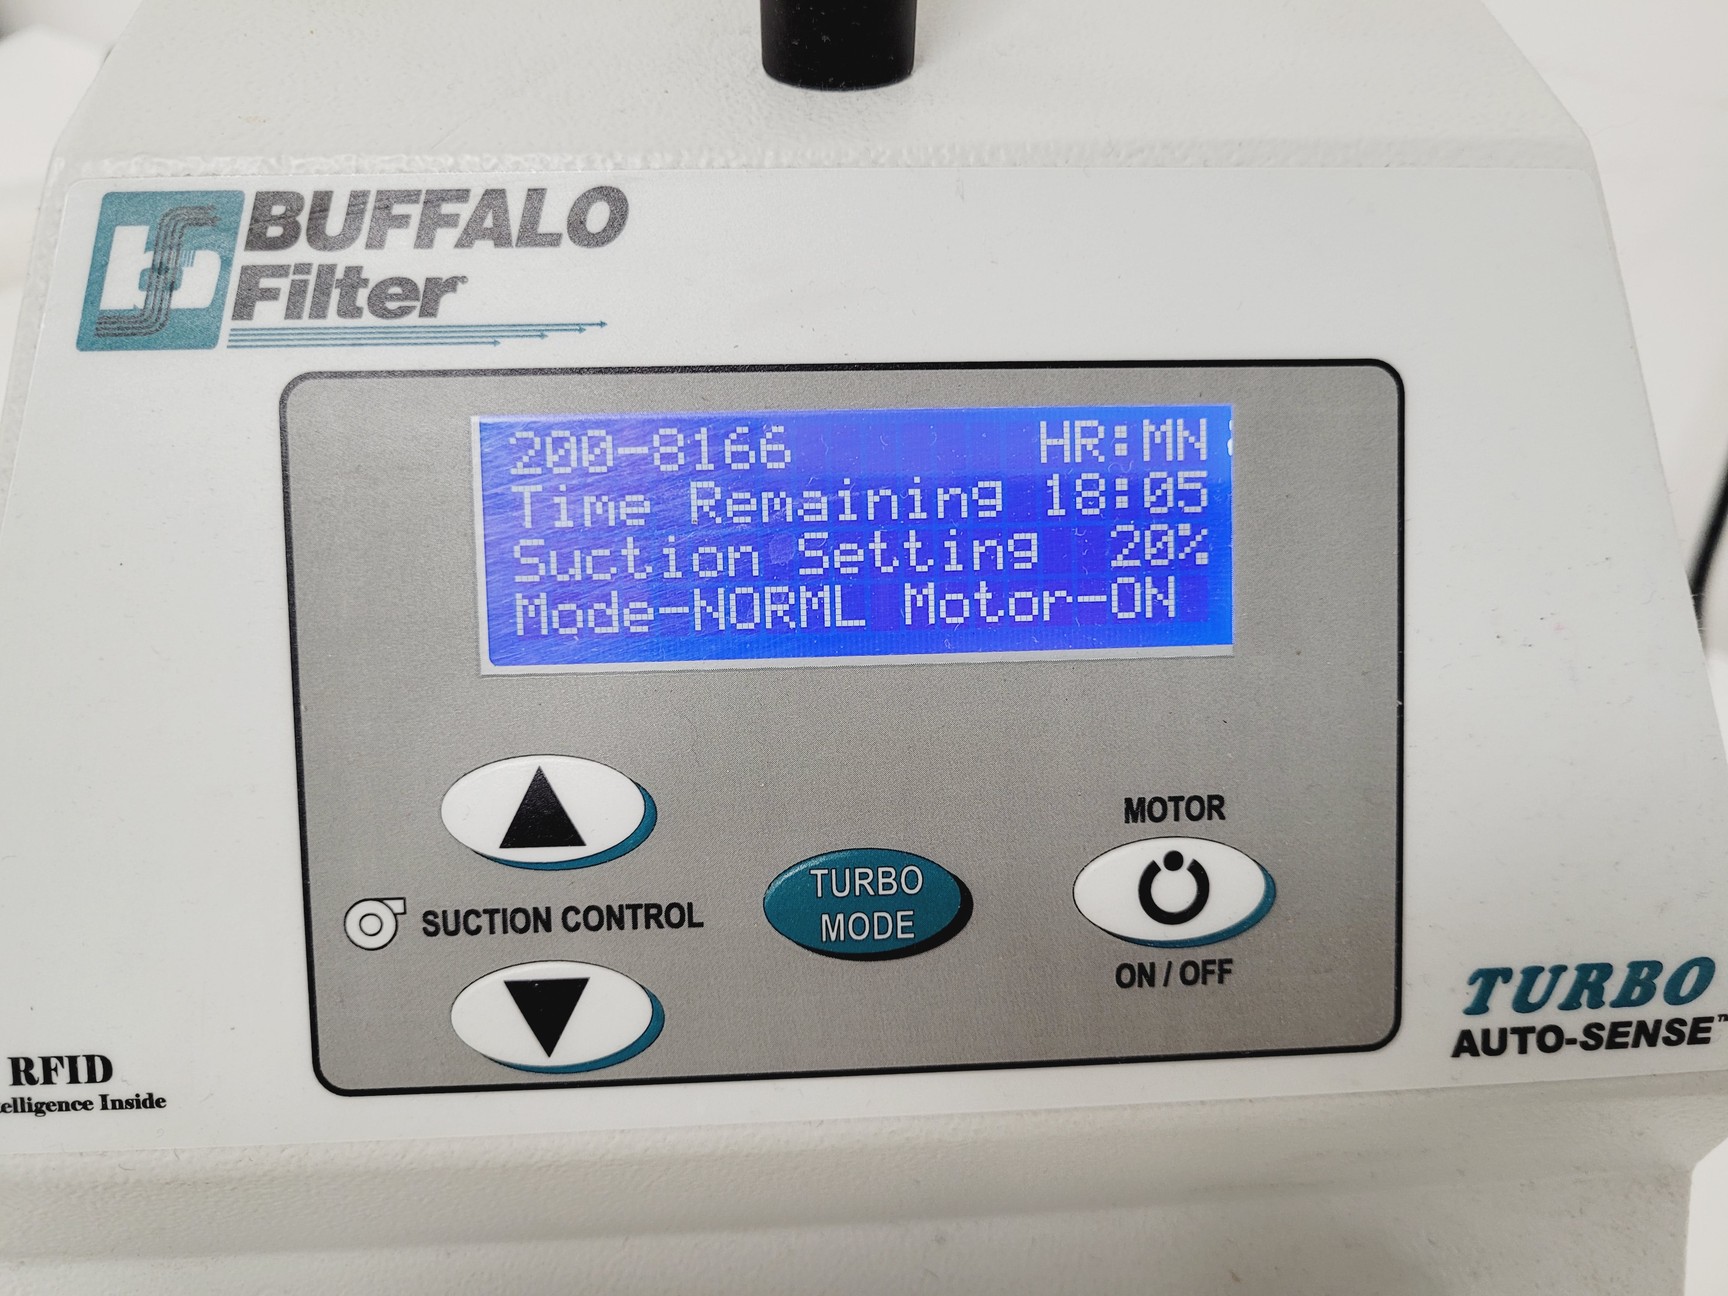 BUFFALO
Filter
200-8166 HR:MN
Time Remaining 18:05
Suction Setting 20%
Mode-NORML Motor-ON
MOTOR
TURBO
MODE
SUCTION CONTROL
ON / OFF
TURBO
AUTO-SENSE™
RFID
elligence Inside